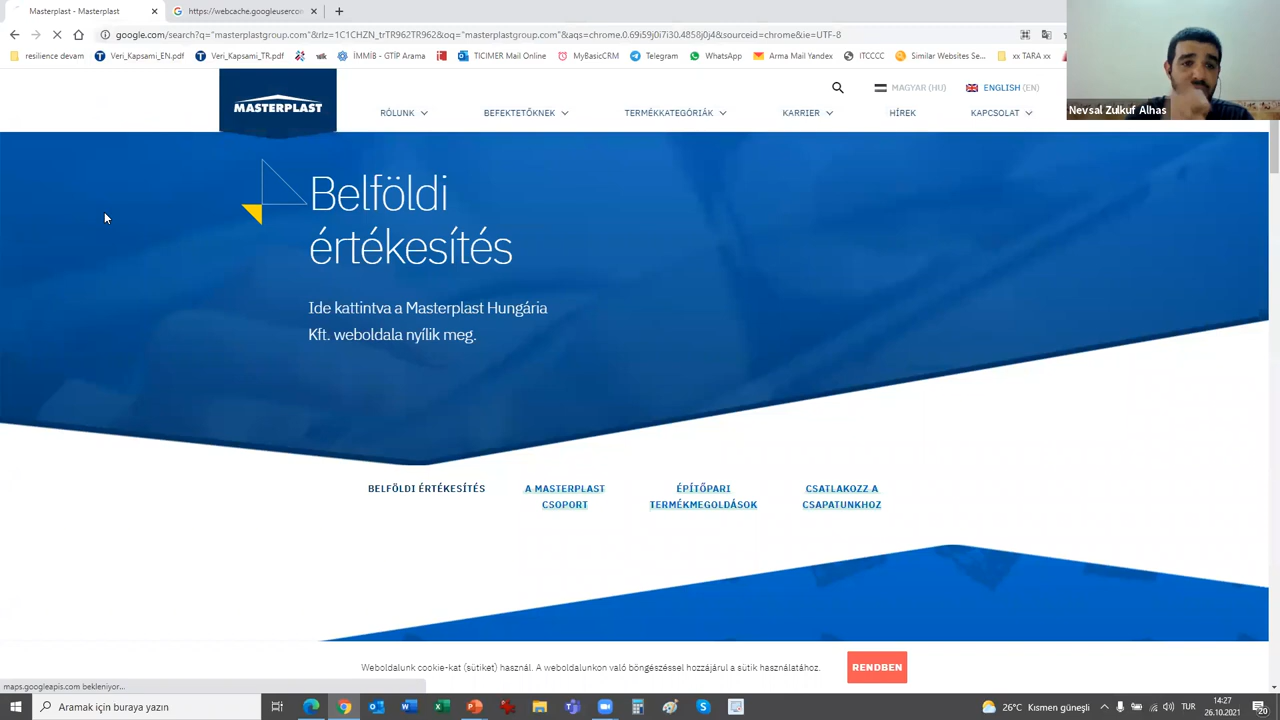 Masterplast - Masterplast
https://webcache.googleusercon
google.com/search?q="masterplastgroup.com"&rlz=1C1CHZN_trTR962TR962&oq="masterplastgroup.com"&aqs=chrome.0.69i59j0i7i30.4858j0j4&sourceid=chrome&ie=UTF-8
resilience devam
Veri_Kapsami_EN.pdf
Veri_Kapsami_TR.pdf
İMMİB - GTİP Arama
TICIMER Mail Online
MyBasicCRM
Telegram
WhatsApp
Arma Mail Yandex
ITCCCC
Similar Websites Se...
xx TARA xx
Nevsal Zulkuf Alhas
MASTERPLAST
MAGYAR (HU)
ENGLISH (EN)
RÓLUNK
BEFEKTETŐKNEK
TERMÉKKATEGÓRIÁK
KARRIER
HÍREK
KAPCSOLAT
Belföldi
értékesítés
Ide kattintva a Masterplast Hungária
Kft. weboldala nyílik meg.
BELFÖLDI ÉRTÉKESÍTÉS
A MASTERPLAST
CSOPORT
ÉPÍTŐPARI
TERMÉKMEGOLDÁSOK
CSATLAKOZZ A
CSAPATUNKHOZ
Weboldalunk cookie-kat (sütiket) használ. A weboldalunkon való böngészéssel hozzájárul a sütik használatához.
RENDBEN
maps.googleapis.com bekleniyor...
Aramak için buraya yazın
26°C Kısmen güneşli
TUR
14:27
26.10.2021
20